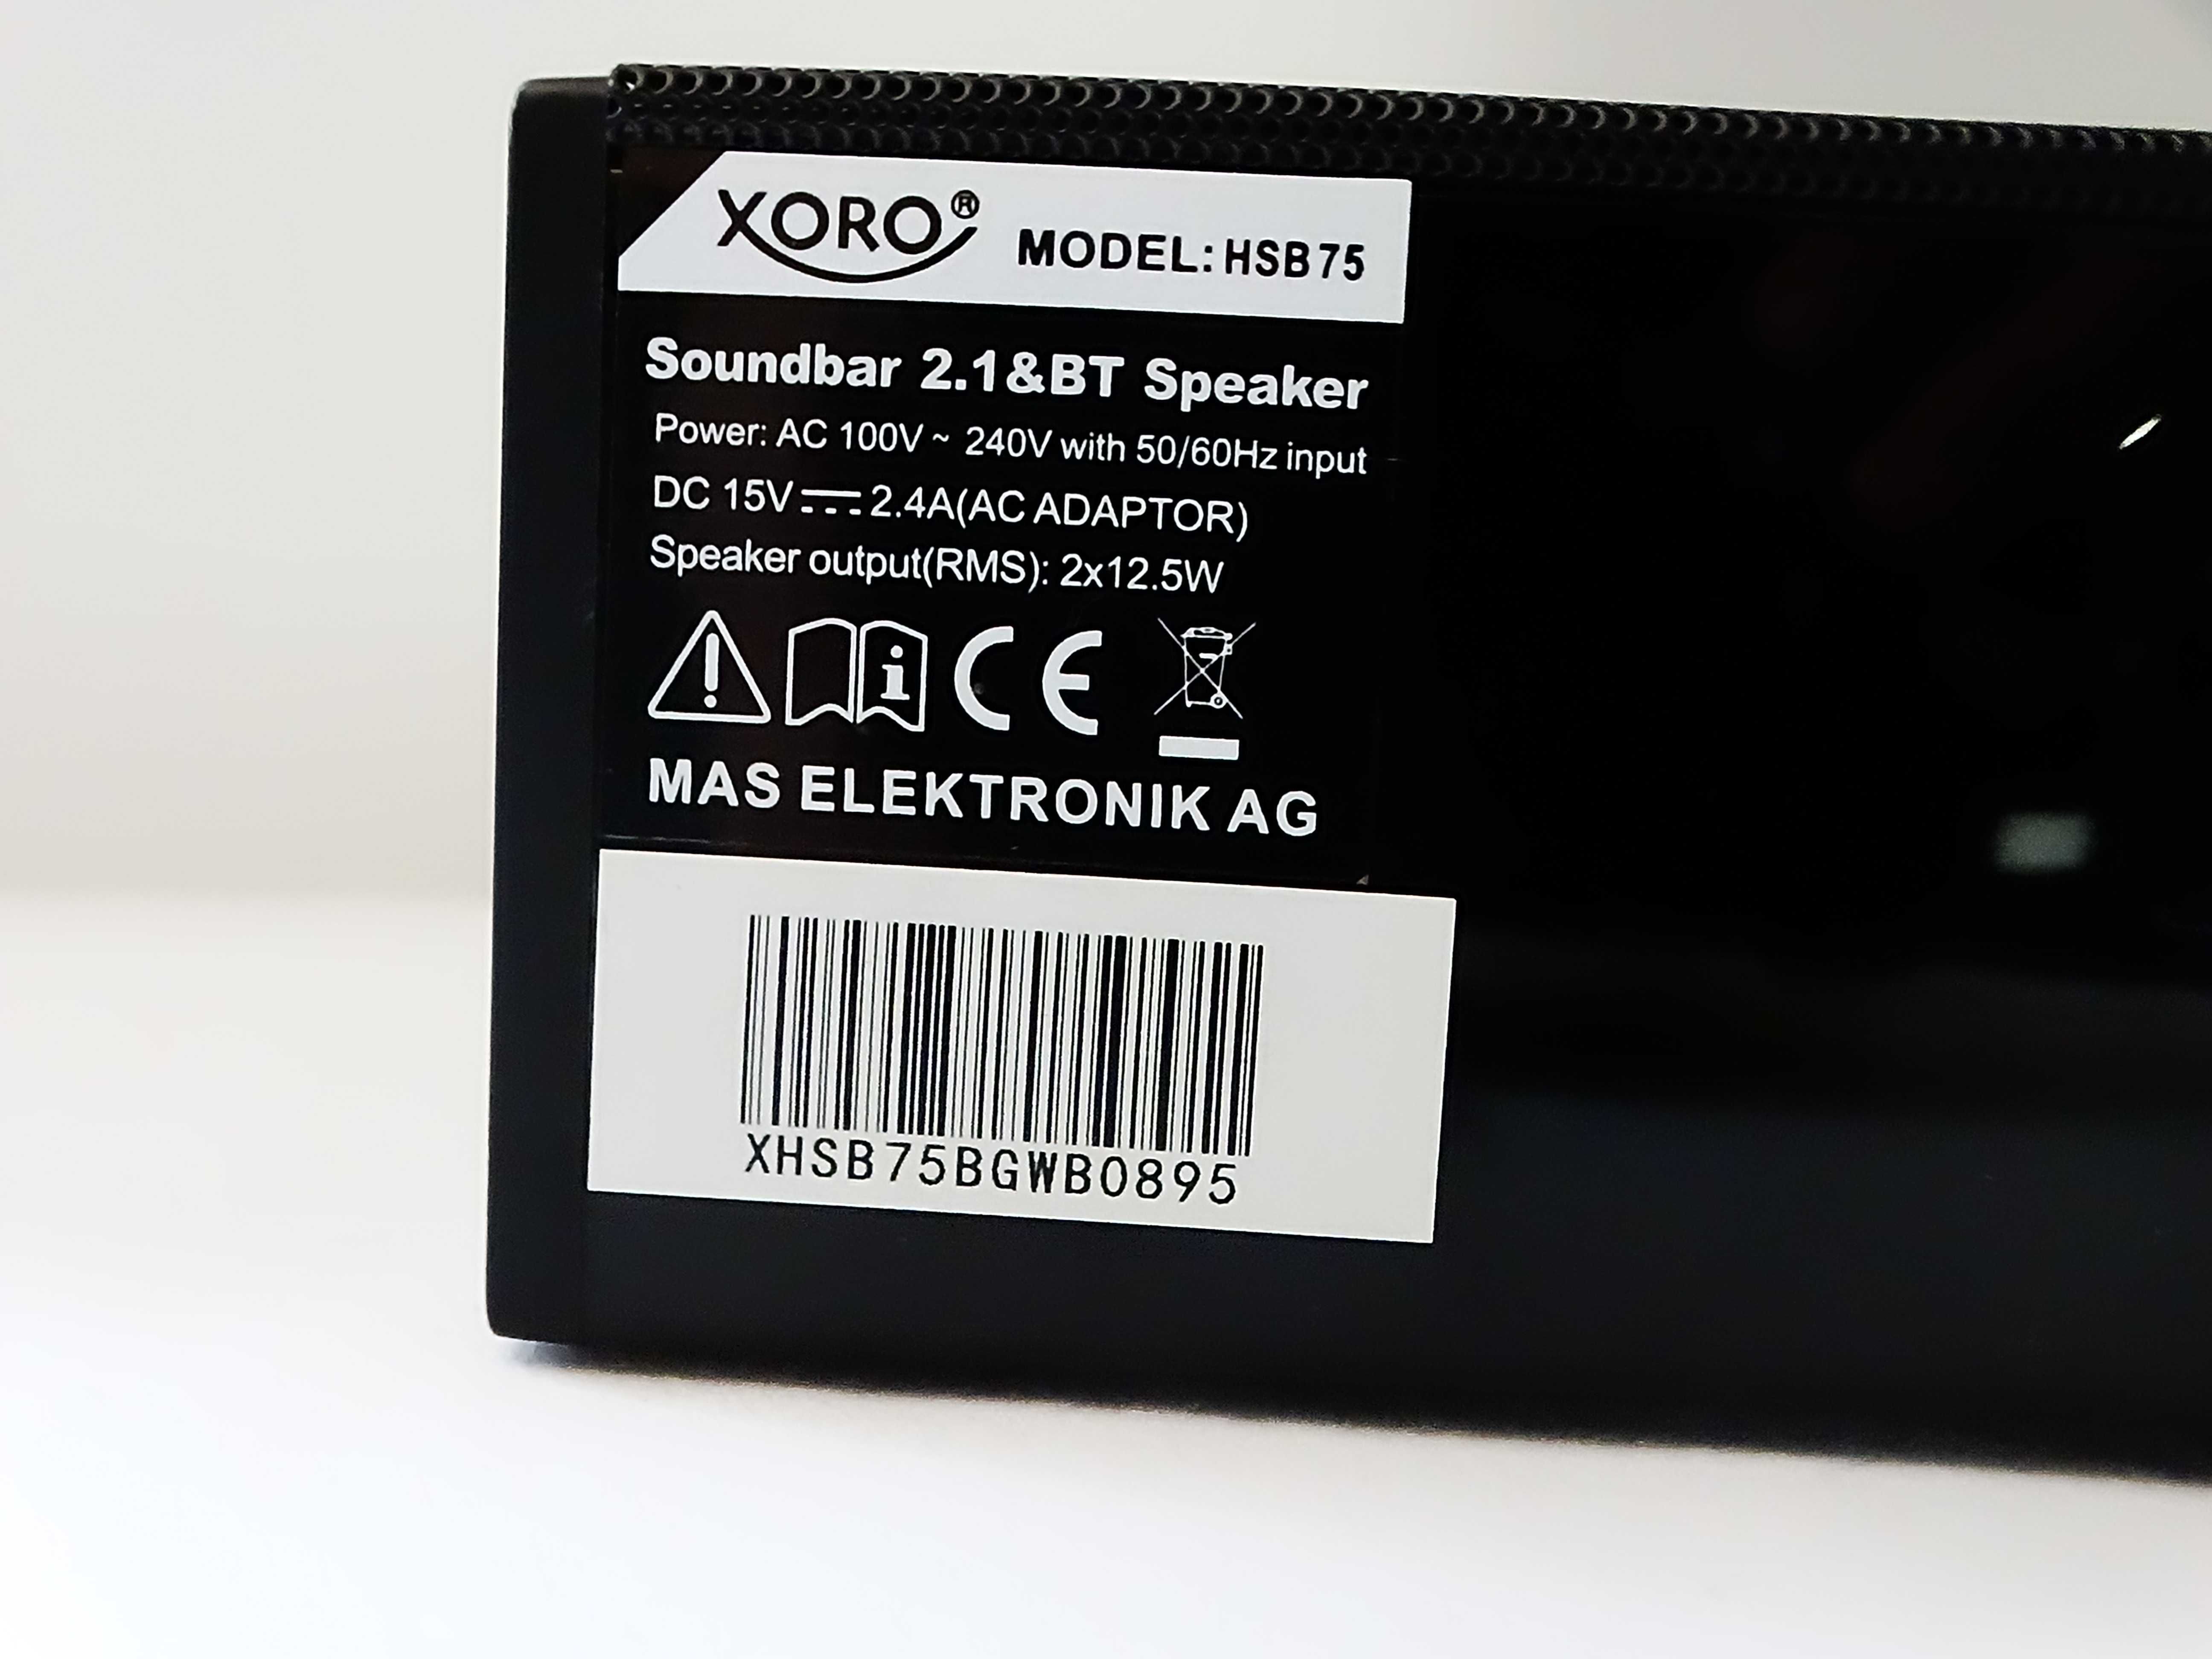 XORO® MODEL: HSB75
Soundbar 2.1&BT Speaker
Power: AC 100V ~ 240V with 50/60Hz input
DC 15V⎓2.4A(AC ADAPTOR)
Speaker output(RMS): 2x12.5W
i CE
MAS ELEKTRONIK AG
XHSB75BGWB0895